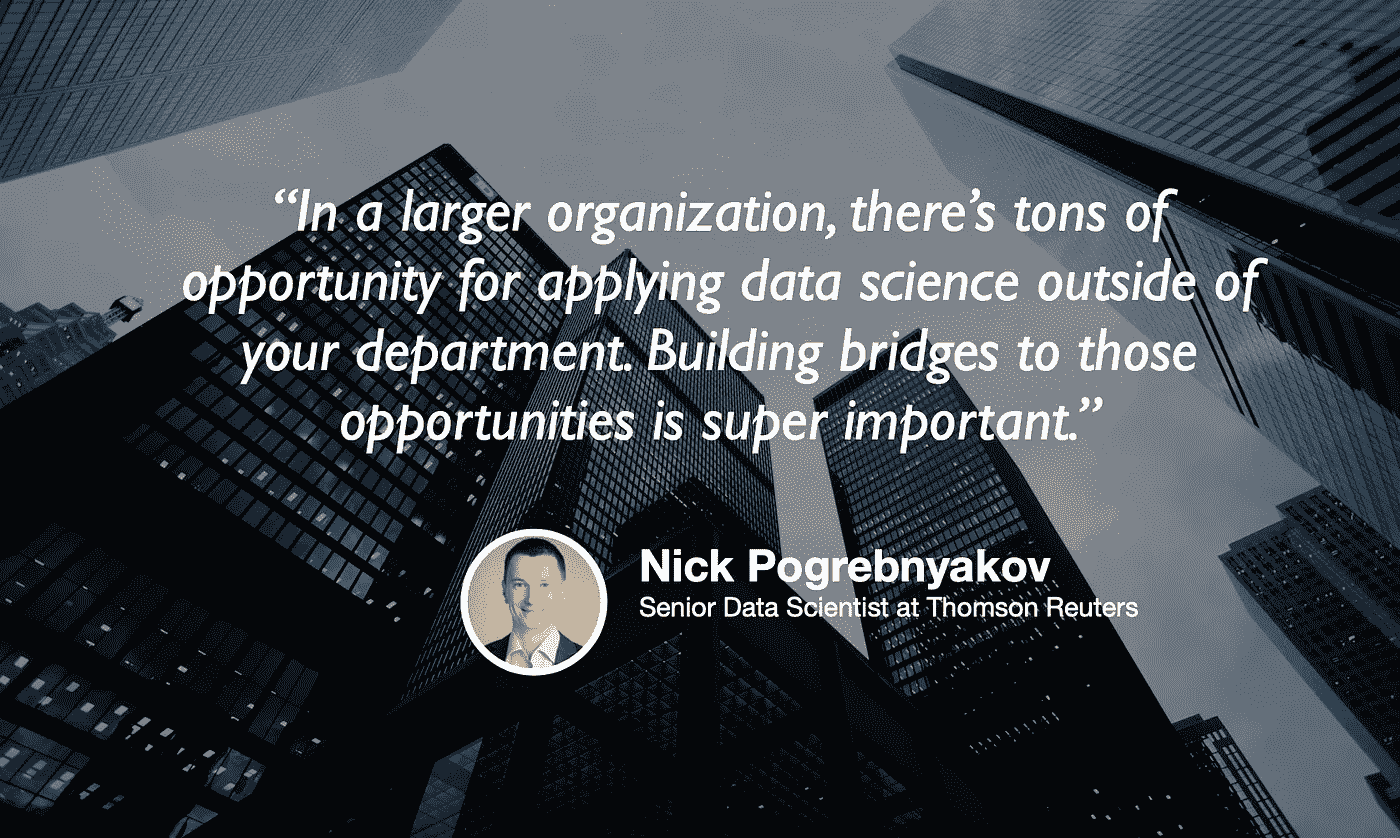 “In a larger organization, there’s tons of
opportunity for applying data science outside of
your department. Building bridges to those
opportunities is super important.”
Nick Pogrebnyakov
Senior Data Scientist at Thomson Reuters